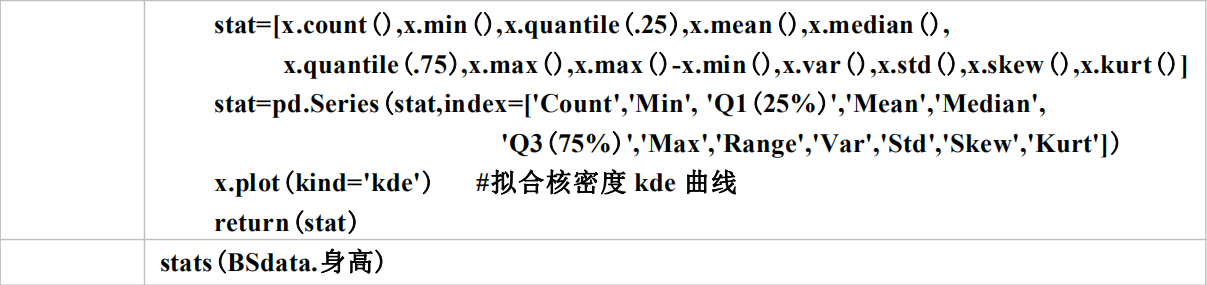 stat=[x.count(),x.min(),x.quantile(.25),x.mean(),x.median(),
x.quantile(.75),x.max(),x.max()-x.min(),x.var(),x.std(),x.skew(),x.kurt()]
stat=pd.Series(stat,index=['Count','Min', 'Q1(25%)','Mean','Median',
'Q3(75%)','Max','Range','Var','Std','Skew','Kurt'])
x.plot(kind='kde') #拟合核密度 kde 曲线
return(stat)
stats(BSdata.身高)